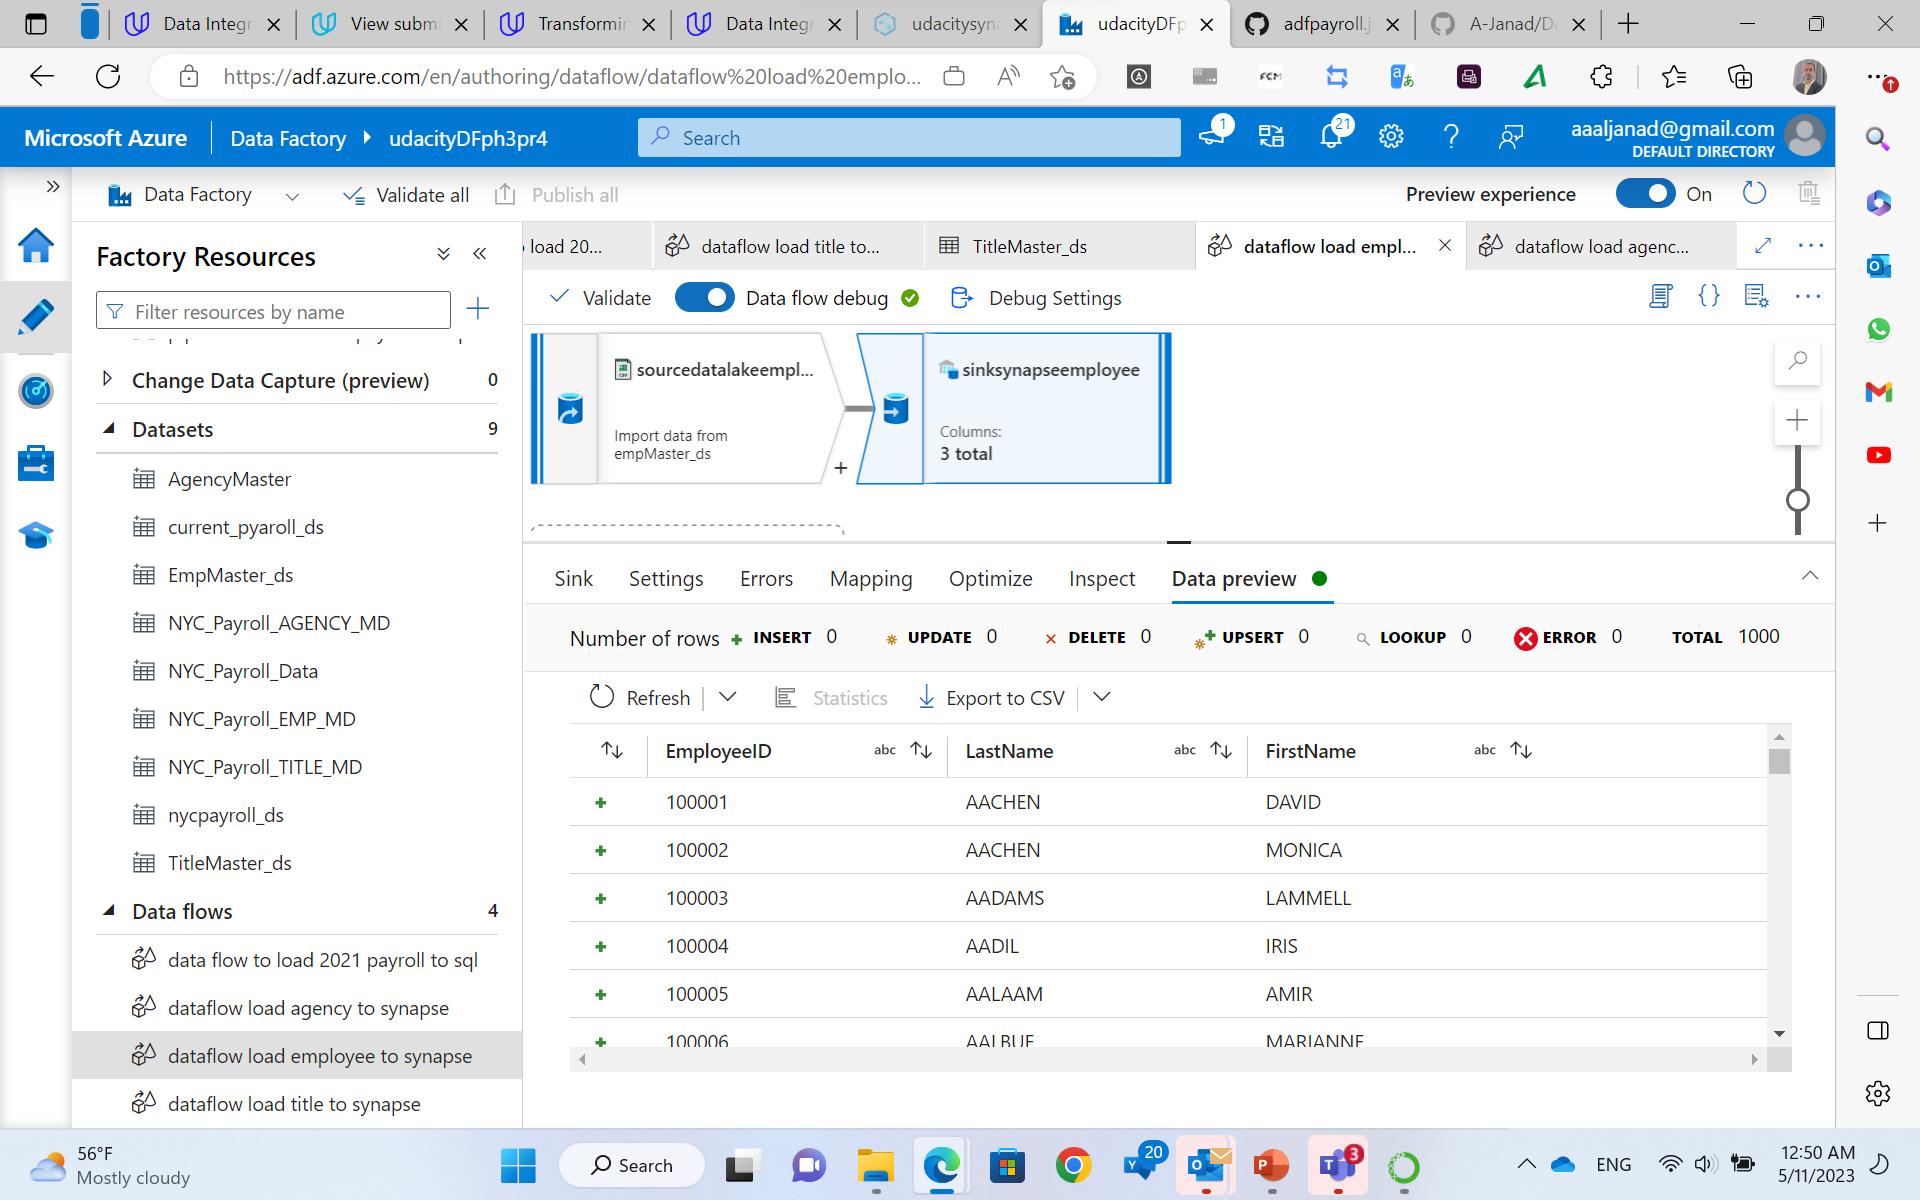 Data Integr
View submi
Transformin
Data Integr
udacitysyna
udacityDFp
adfpayroll.j
A-Janad/Da
https://adf.azure.com/en/authoring/dataflow/dataflow%20load%20emplo...
FCM
Microsoft Azure
Data Factory
udacityDFph3pr4
Search
1
21
aaaljanad@gmail.com
DEFAULT DIRECTORY
Data Factory
Validate all
Publish all
Preview experience
On
Factory Resources
load 20...
dataflow load title to...
TitleMaster_ds
dataflow load empl...
dataflow load agenc...
Validate
Data flow debug
Debug Settings
Filter resources by name
Change Data Capture (preview) 0
Datasets 9
AgencyMaster
current_pyaroll_ds
EmpMaster_ds
NYC_Payroll_AGENCY_MD
NYC_Payroll_Data
NYC_Payroll_EMP_MD
NYC_Payroll_TITLE_MD
nycpayroll_ds
TitleMaster_ds
Data flows 4
data flow to load 2021 payroll to sql
dataflow load agency to synapse
dataflow load employee to synapse
dataflow load title to synapse
sourcedatalakeempl...
Import data from
empMaster_ds
sinksynapseemployee
Columns:
3 total
Sink Settings Errors Mapping Optimize Inspect Data preview
Number of rows INSERT 0 UPDATE 0 DELETE 0 UPSERT 0 LOOKUP 0 ERROR 0 TOTAL 1000
Refresh Statistics Export to CSV
EmployeeID abc LastName abc FirstName abc
100001 AACHEN DAVID
100002 AACHEN MONICA
100003 AADAMS LAMMELL
100004 AADIL IRIS
100005 AALAAM AMIR
100006 AALBUE MARIANNE
56°F
Mostly cloudy
Search
20
3
ENG
12:50 AM
5/11/2023